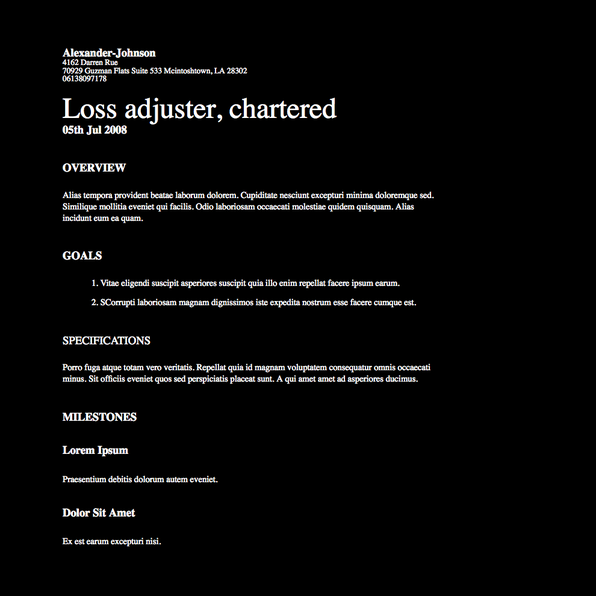 Alexander-Johnson
4162 Darren Rue
70929 Guzman Flats Suite 533 Mcintoshtown, LA 28302
06138097178
Loss adjuster, chartered
05th Jul 2008
OVERVIEW
Alias tempora provident beatae laborum dolorem. Cupiditate nesciunt excepturi minima doloremque sed.
Similique mollitia eveniet qui facilis. Odio laboriosam occaecati molestiae quidem quisquam. Alias
incidunt eum ea quam.
GOALS
1. Vitae eligendi suscipit asperiores suscipit quia illo enim repellat facere ipsum earum.
2. SCorrupti laboriosam magnam dignissimos iste expedita nostrum esse facere cumque est.
SPECIFICATIONS
Porro fuga atque totam vero veritatis. Repellat quia id magnam voluptatem consequatur omnis occaecati
minus. Sit officiis eveniet quos sed perspiciatis placeat sunt. A qui amet amet ad asperiores ducimus.
MILESTONES
Lorem Ipsum
Praesentium debitis dolorum autem eveniet.
Dolor Sit Amet
Ex est earum excepturi nisi.